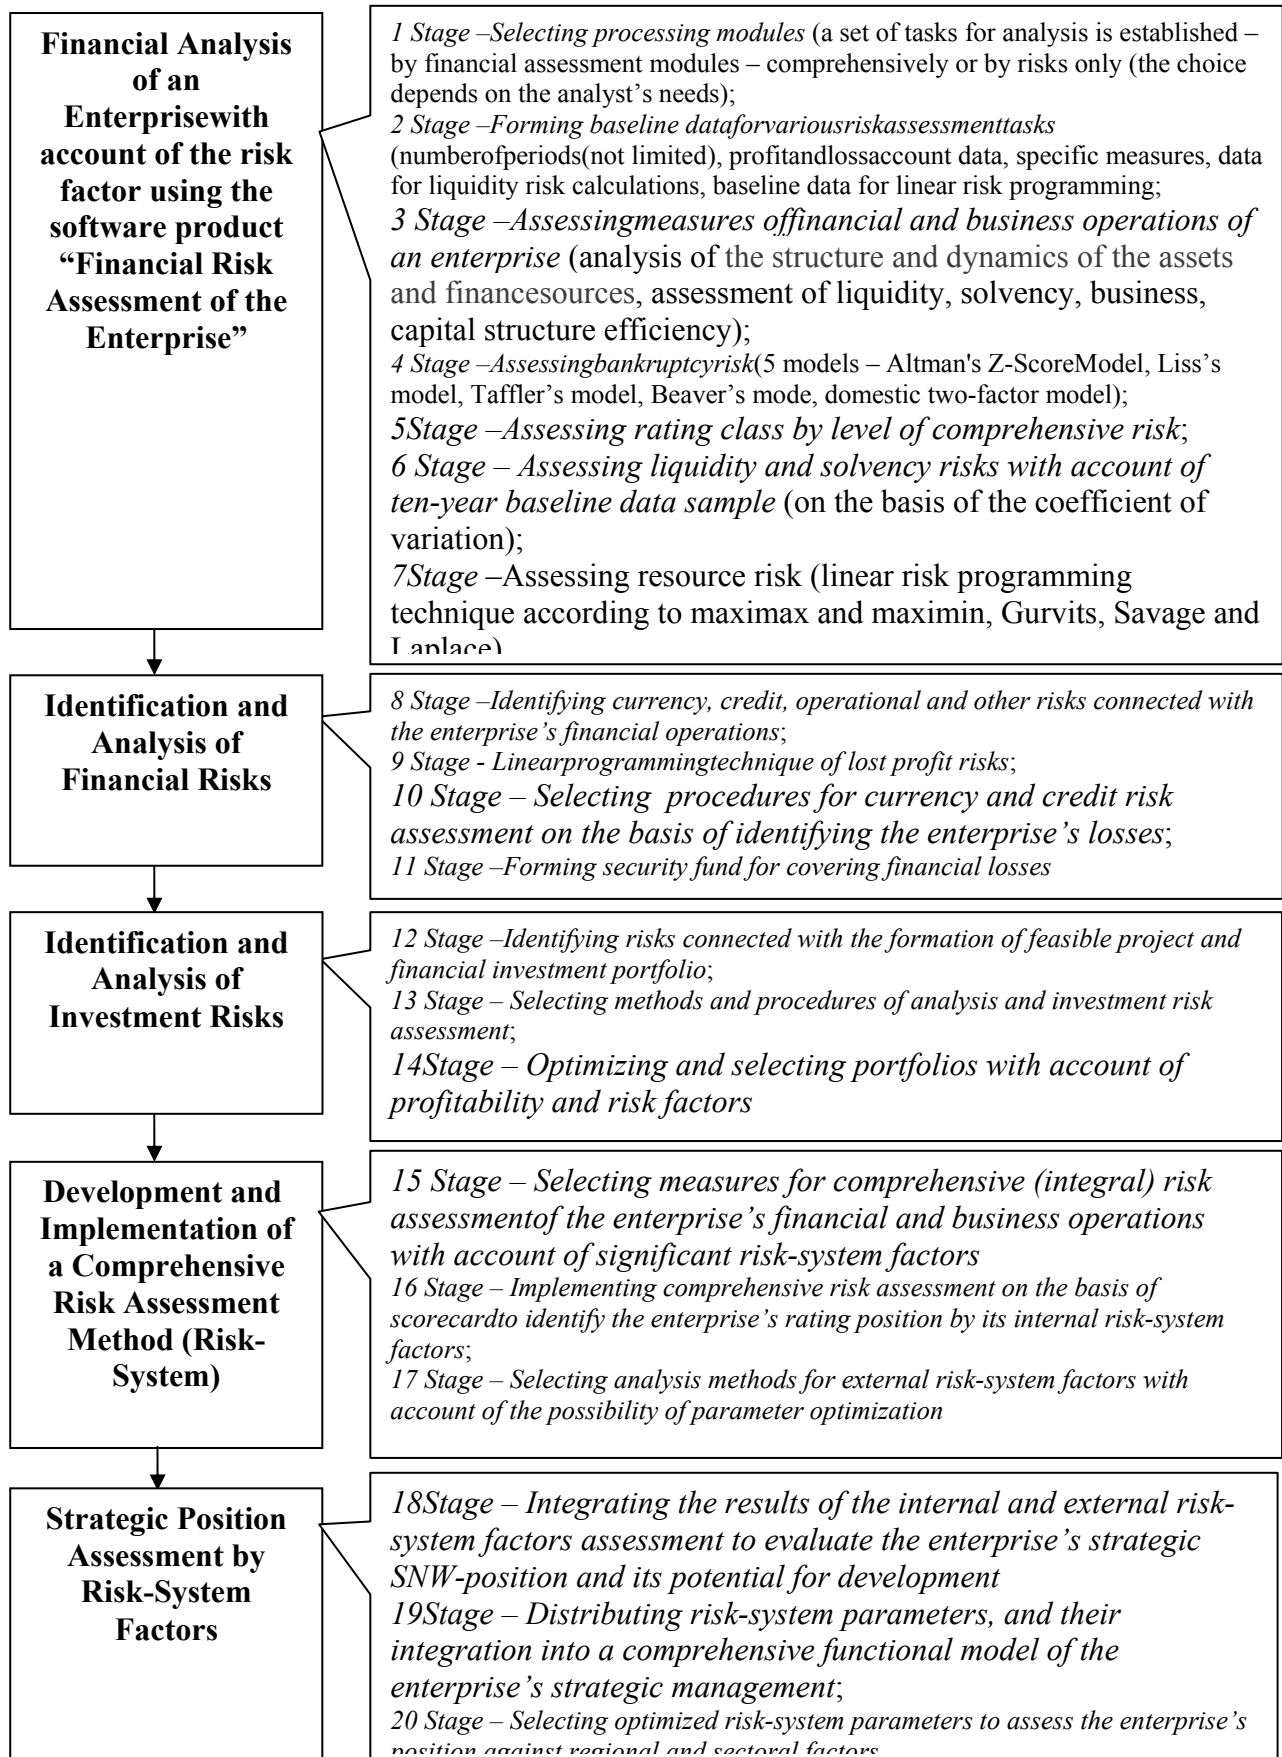 Financial Analysis
of an
Enterprisewith
account of the risk
factor using the
software product
“Financial Risk
Assessment of the
Enterprise”
1 Stage –Selecting processing modules (a set of tasks for analysis is established –
by financial assessment modules – comprehensively or by risks only (the choice
depends on the analyst’s needs);
2 Stage –Forming baseline dataforvariousriskassessmenttasks
(numberofperiods(not limited), profitandlossaccount data, specific measures, data
for liquidity risk calculations, baseline data for linear risk programming;
3 Stage –Assessingmeasures offinancial and business operations of
an enterprise (analysis of the structure and dynamics of the assets
and financesources, assessment of liquidity, solvency, business,
capital structure efficiency);
4 Stage –Assessingbankruptcyrisk(5 models – Altman's Z-ScoreModel, Liss’s
model, Taffler’s model, Beaver’s mode, domestic two-factor model);
5Stage –Assessing rating class by level of comprehensive risk;
6 Stage – Assessing liquidity and solvency risks with account of
ten-year baseline data sample (on the basis of the coefficient of
variation);
7Stage –Assessing resource risk (linear risk programming
technique according to maximax and maximin, Gurvits, Savage and
Laplace)
Identification and
Analysis of
Financial Risks
8 Stage –Identifying currency, credit, operational and other risks connected with
the enterprise’s financial operations;
9 Stage - Linearprogrammingtechnique of lost profit risks;
10 Stage – Selecting  procedures for currency and credit risk
assessment on the basis of identifying the enterprise’s losses;
11 Stage –Forming security fund for covering financial losses
Identification and
Analysis of
Investment Risks
12 Stage –Identifying risks connected with the formation of feasible project and
financial investment portfolio;
13 Stage – Selecting methods and procedures of analysis and investment risk
assessment;
14Stage – Optimizing and selecting portfolios with account of
profitability and risk factors
Development and
Implementation of
a Comprehensive
Risk Assessment
Method (Risk-
System)
15 Stage – Selecting measures for comprehensive (integral) risk
assessmentof the enterprise’s financial and business operations
with account of significant risk-system factors
16 Stage – Implementing comprehensive risk assessment on the basis of
scorecardto identify the enterprise’s rating position by its internal risk-system
factors;
17 Stage – Selecting analysis methods for external risk-system factors with
account of the possibility of parameter optimization
Strategic Position
Assessment by
Risk-System
Factors
18Stage – Integrating the results of the internal and external risk-
system factors assessment to evaluate the enterprise’s strategic
SNW-position and its potential for development
19Stage – Distributing risk-system parameters, and their
integration into a comprehensive functional model of the
enterprise’s strategic management;
20 Stage – Selecting optimized risk-system parameters to assess the enterprise’s
position against regional and sectoral factors